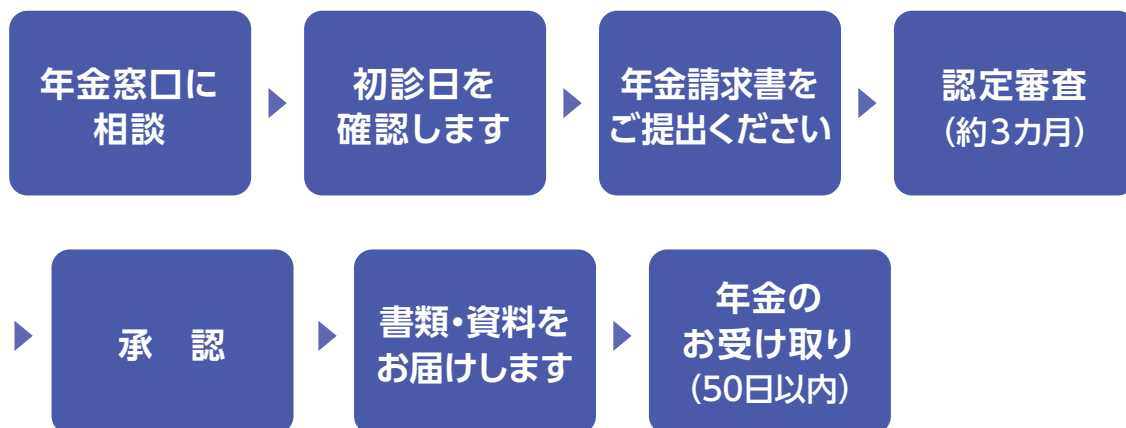 年金窓口に
相談
初診日を
確認します
年金請求書を
ご提出ください
認定審査
(約3カ月)
承　認
書類・資料を
お届けします
年金の
お受け取り
(50日以内)